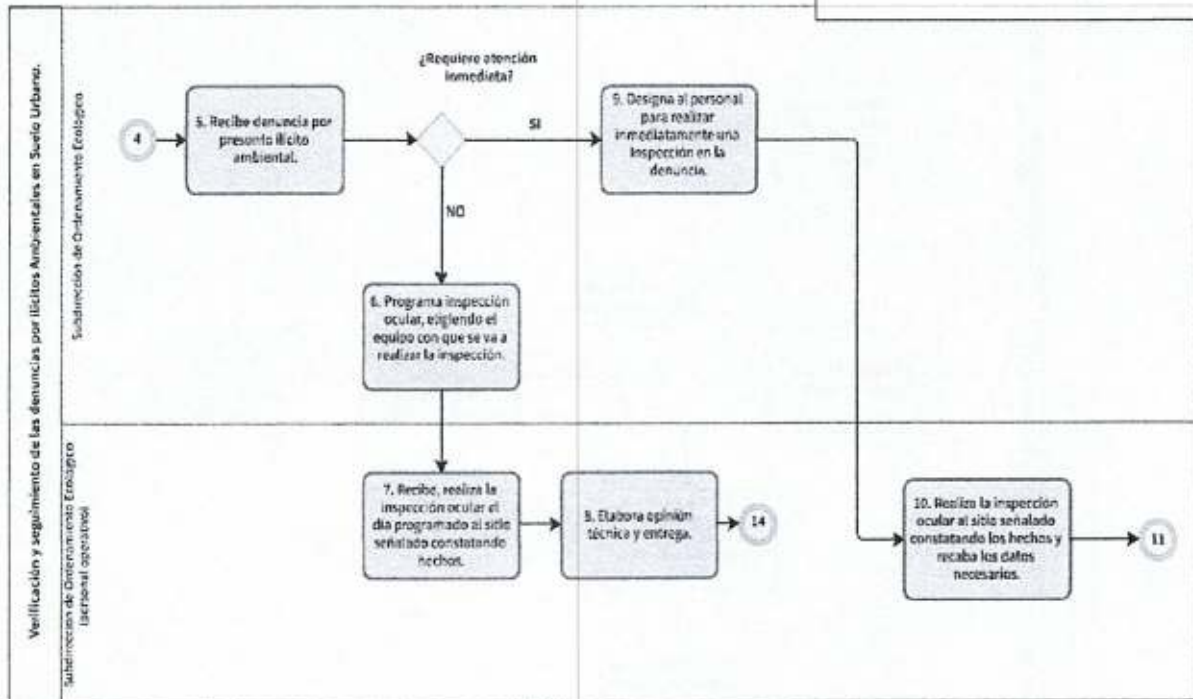 Verificación y seguimiento de las denuncias por ilícitos Ambientales en Suelo Urbano.
Subdirección de Ordenamiento Ecológico
4
5. Recibe denuncia por
presunto ilícito
ambiental.
¿Requiere atención
inmediata?
SI
NO
9. Designa al personal
para realizar
inmediatamente una
inspección en la
denuncia.
6. Programa inspección
ocular, eligiendo el
equipo con que se va a
realizar la inspección.
Subdirección de Ordenamiento Ecológico
(personal operativo)
7. Recibe, realiza la
inspección ocular el
día programado al sitio
señalado constatando
hechos.
8. Elabora opinión
técnica y entrega.
14
10. Realiza la inspección
ocular al sitio señalado
constatando los hechos y
recaba los datos
necesarios.
11